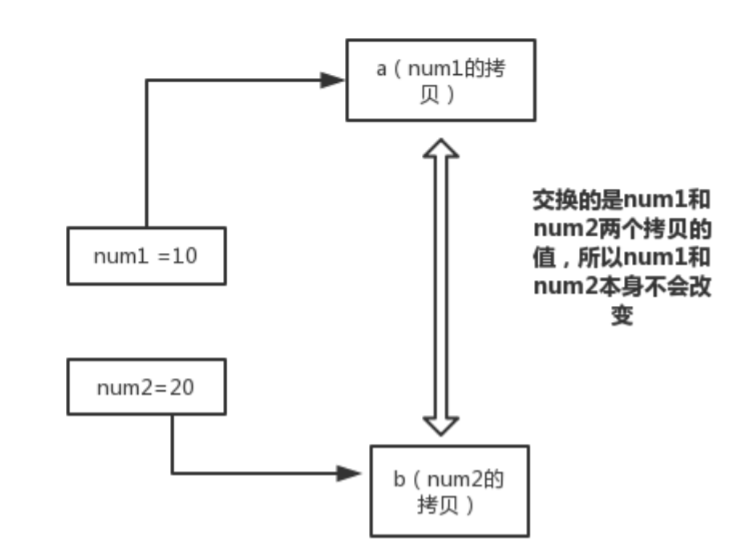 a（num1的拷
贝）
num1 =10
交换的是num1和
num2两个拷贝的
值，所以num1和
num2本身不会改
变
num2=20
b（num2的
拷贝）